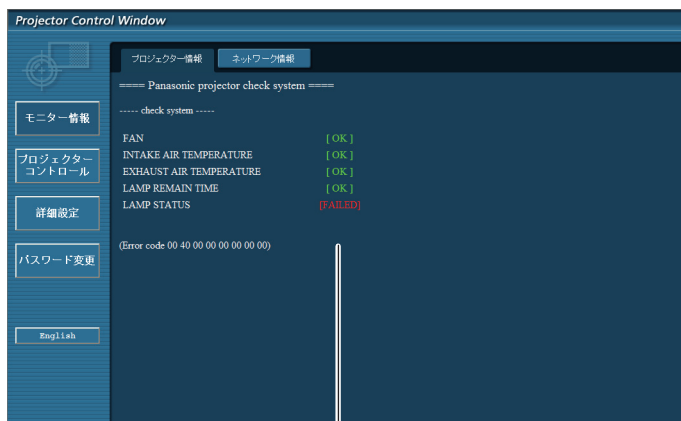 Projector Control Window
プロジェクター情報 ネットワーク情報
==== Panasonic projector check system ====
----- check system -----
モニター情報
FAN [ OK ]
INTAKE AIR TEMPERATURE [ OK ]
EXHAUST AIR TEMPERATURE [ OK ]
LAMP REMAIN TIME [ OK ]
LAMP STATUS [FAILED]
プロジェクター
コントロール
詳細設定
(Error code 00 40 00 00 00 00 00 00)
パスワード変更
English